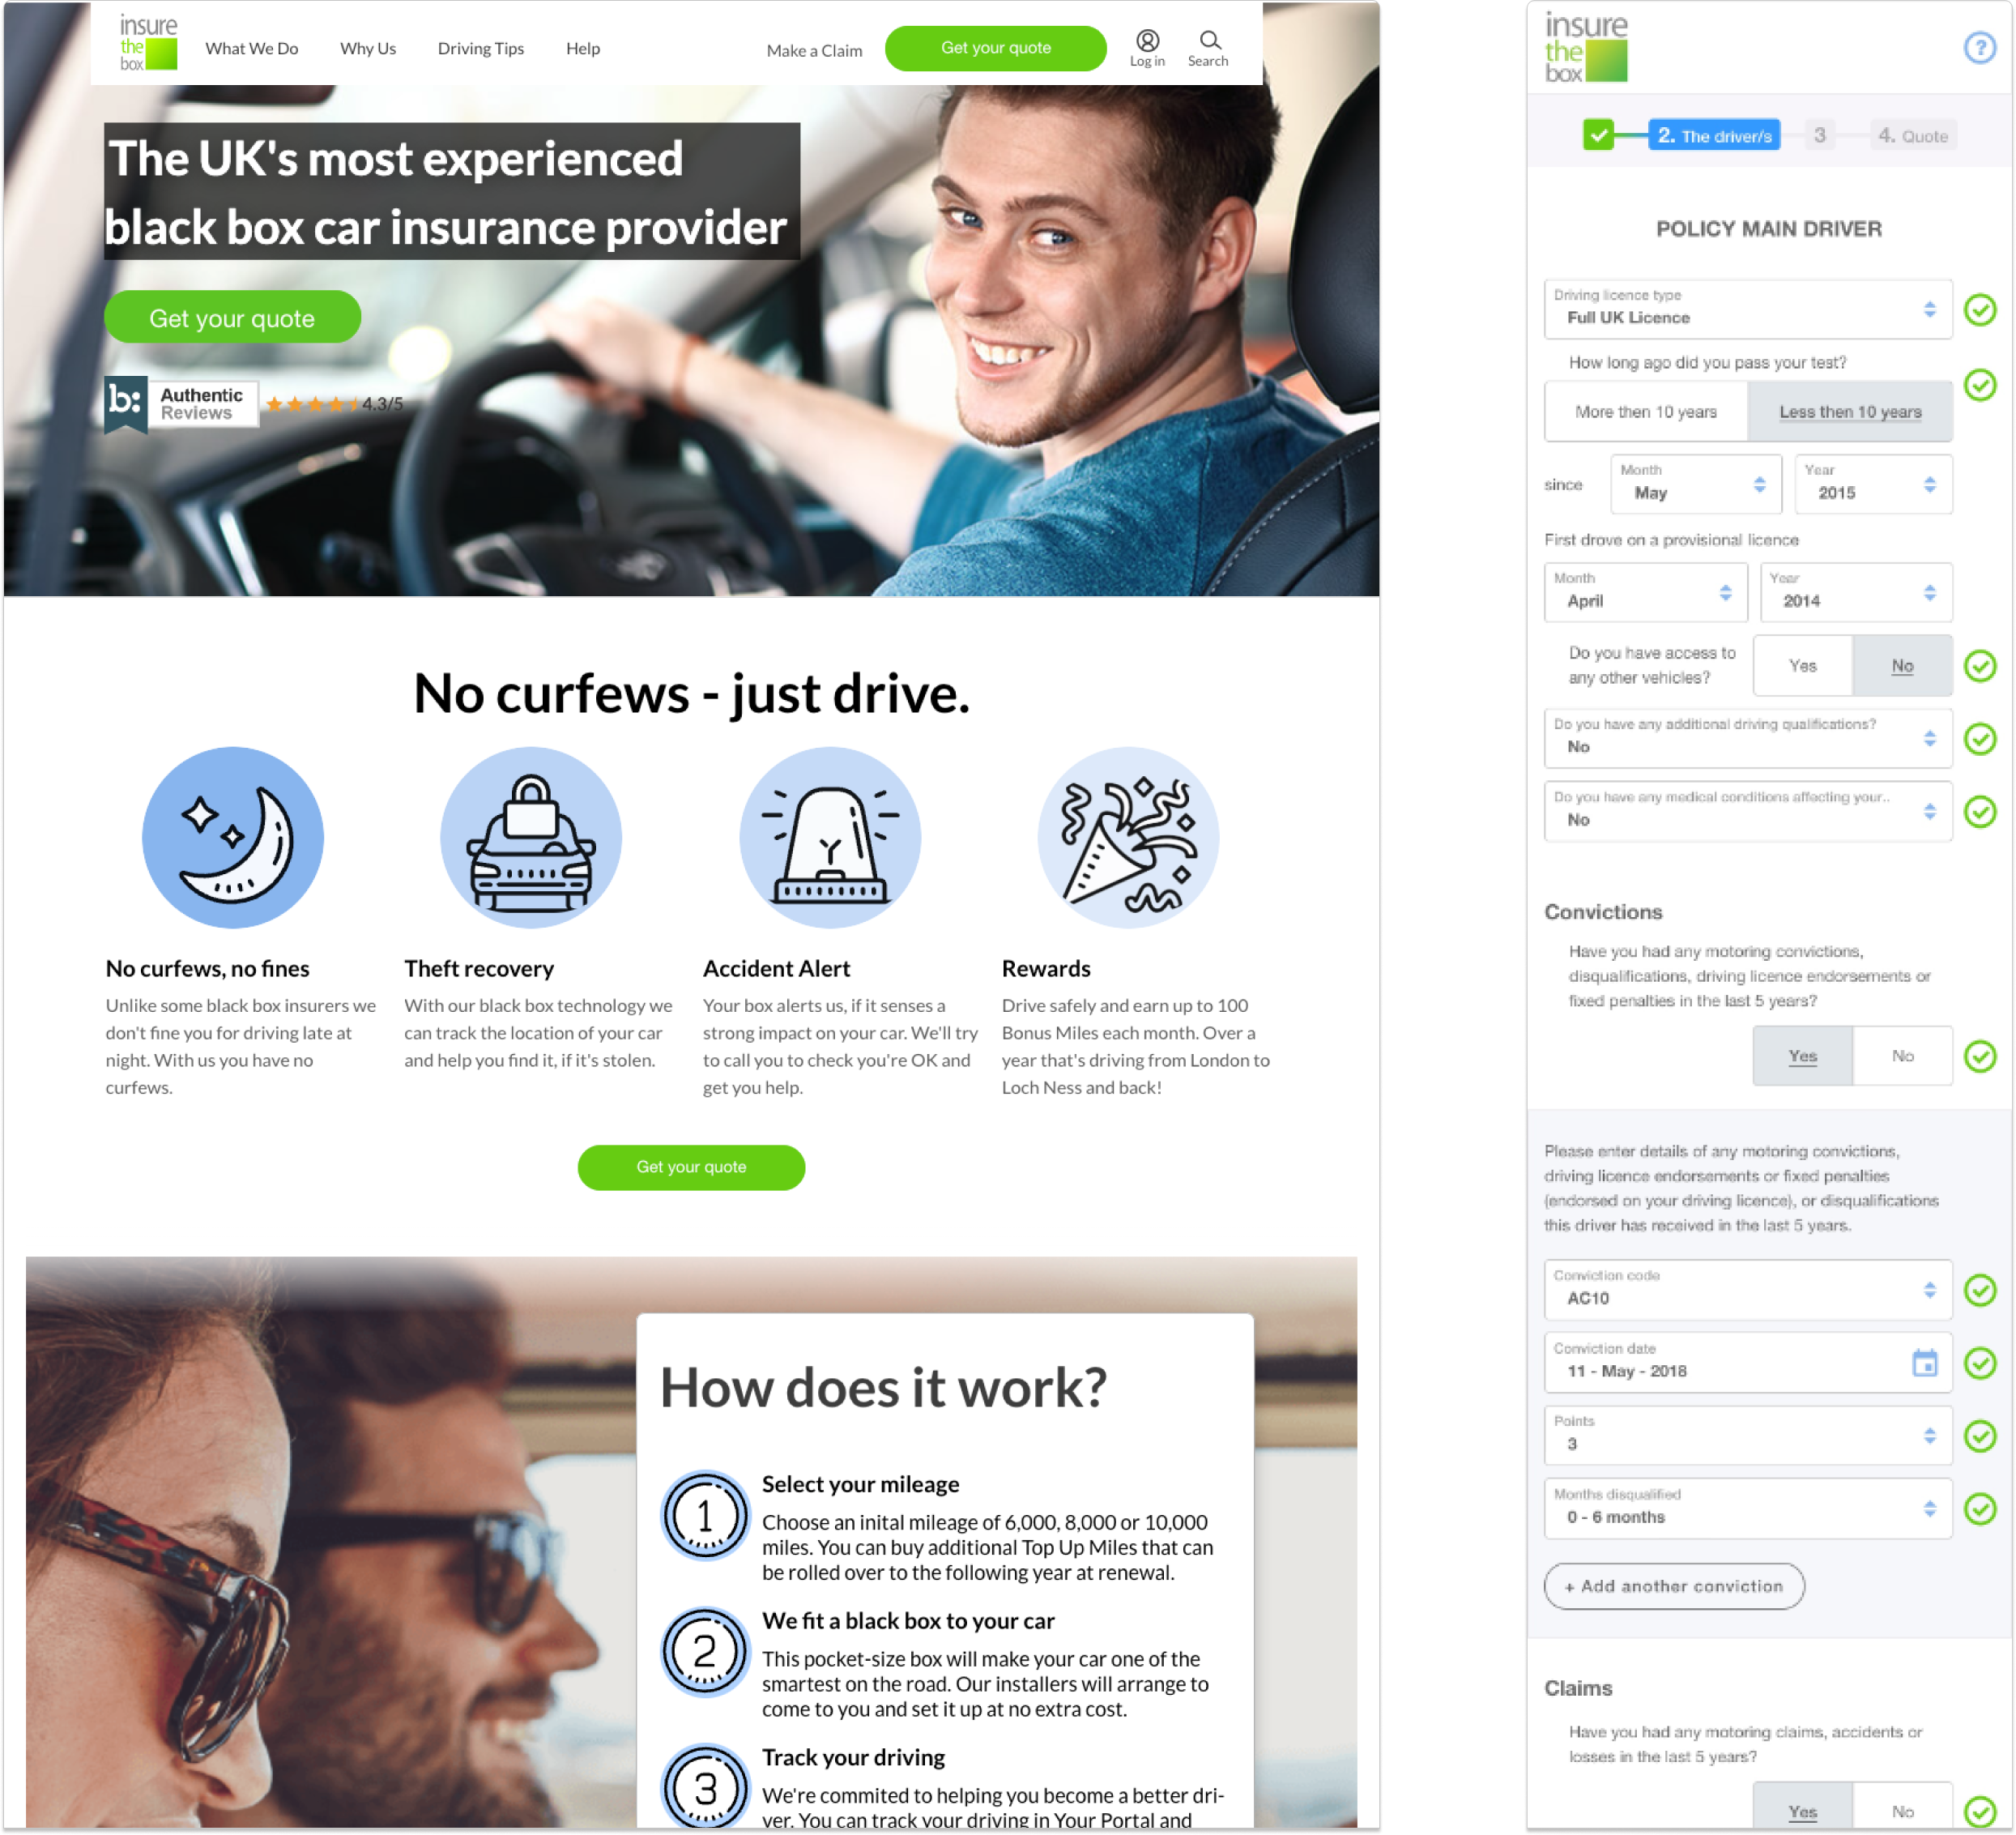 insure
the
box
What We Do
Why Us
Driving Tips
Help
Make a Claim
Get your quote
Log in
Search
The UK's most experienced
black box car insurance provider
Get your quote
b:
Authentic
Reviews
4.3/5
No curfews - just drive.
No curfews, no fines
Unlike some black box insurers we
don't fine you for driving late at
night. With us you have no
curfews.
Theft recovery
With our black box technology we
can track the location of your car
and help you find it, if it's stolen.
Accident Alert
Your box alerts us, if it senses a
strong impact on your car. We'll try
to call you to check you're OK and
get you help.
Rewards
Drive safely and earn up to 100
Bonus Miles each month. Over a
year that's driving from London to
Loch Ness and back!
Get your quote
How does it work?
1
Select your mileage
Choose an inital mileage of 6,000, 8,000 or 10,000
miles. You can buy additional Top Up Miles that can
be rolled over to the following year at renewal.
2
We fit a black box to your car
This pocket-size box will make your car one of the
smartest on the road. Our installers will arrange to
come to you and set it up at no extra cost.
3
Track your driving
We're commited to helping you become a better dri-
ver. You can track your driving in Your Portal and
insure
the
box
?
2. The driver/s
3
4. Quote
POLICY MAIN DRIVER
Driving licence type
Full UK Licence
How long ago did you pass your test?
More then 10 years
Less then 10 years
since
Month
May
Year
2015
First drove on a provisional licence
Month
April
Year
2014
Do you have access to
any other vehicles?
Yes
No
Do you have any additional driving qualifications?
No
Do you have any medical conditions affecting your..
No
Convictions
Have you had any motoring convictions,
disqualifications, driving licence endorsements or
fixed penalties in the last 5 years?
Yes
No
Please enter details of any motoring convictions,
driving licence endorsements or fixed penalties
(endorsed on your driving licence), or disqualifications
this driver has received in the last 5 years.
Conviction code
AC10
Conviction date
11 - May - 2018
Points
3
Months disqualified
0 - 6 months
+ Add another conviction
Claims
Have you had any motoring claims, accidents or
losses in the last 5 years?
Yes
No